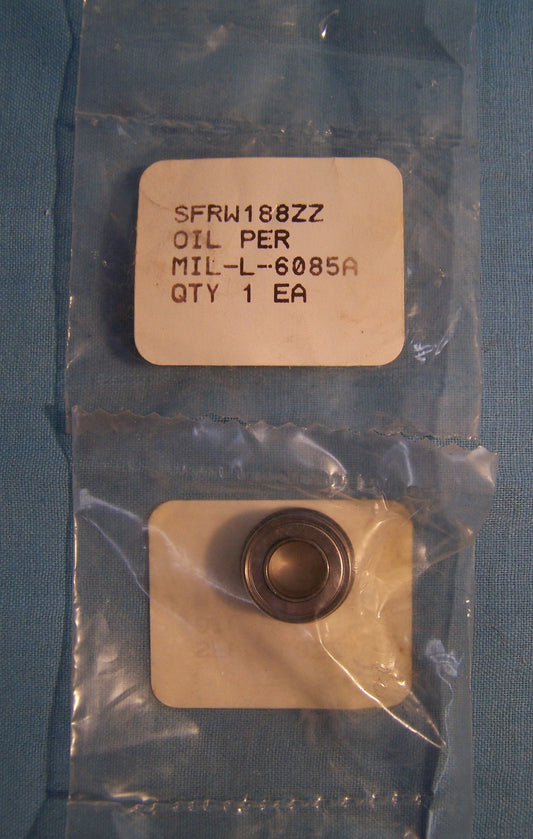 SFRW188ZZ
OIL PER
MIL-L-6085A
QTY 1 EA